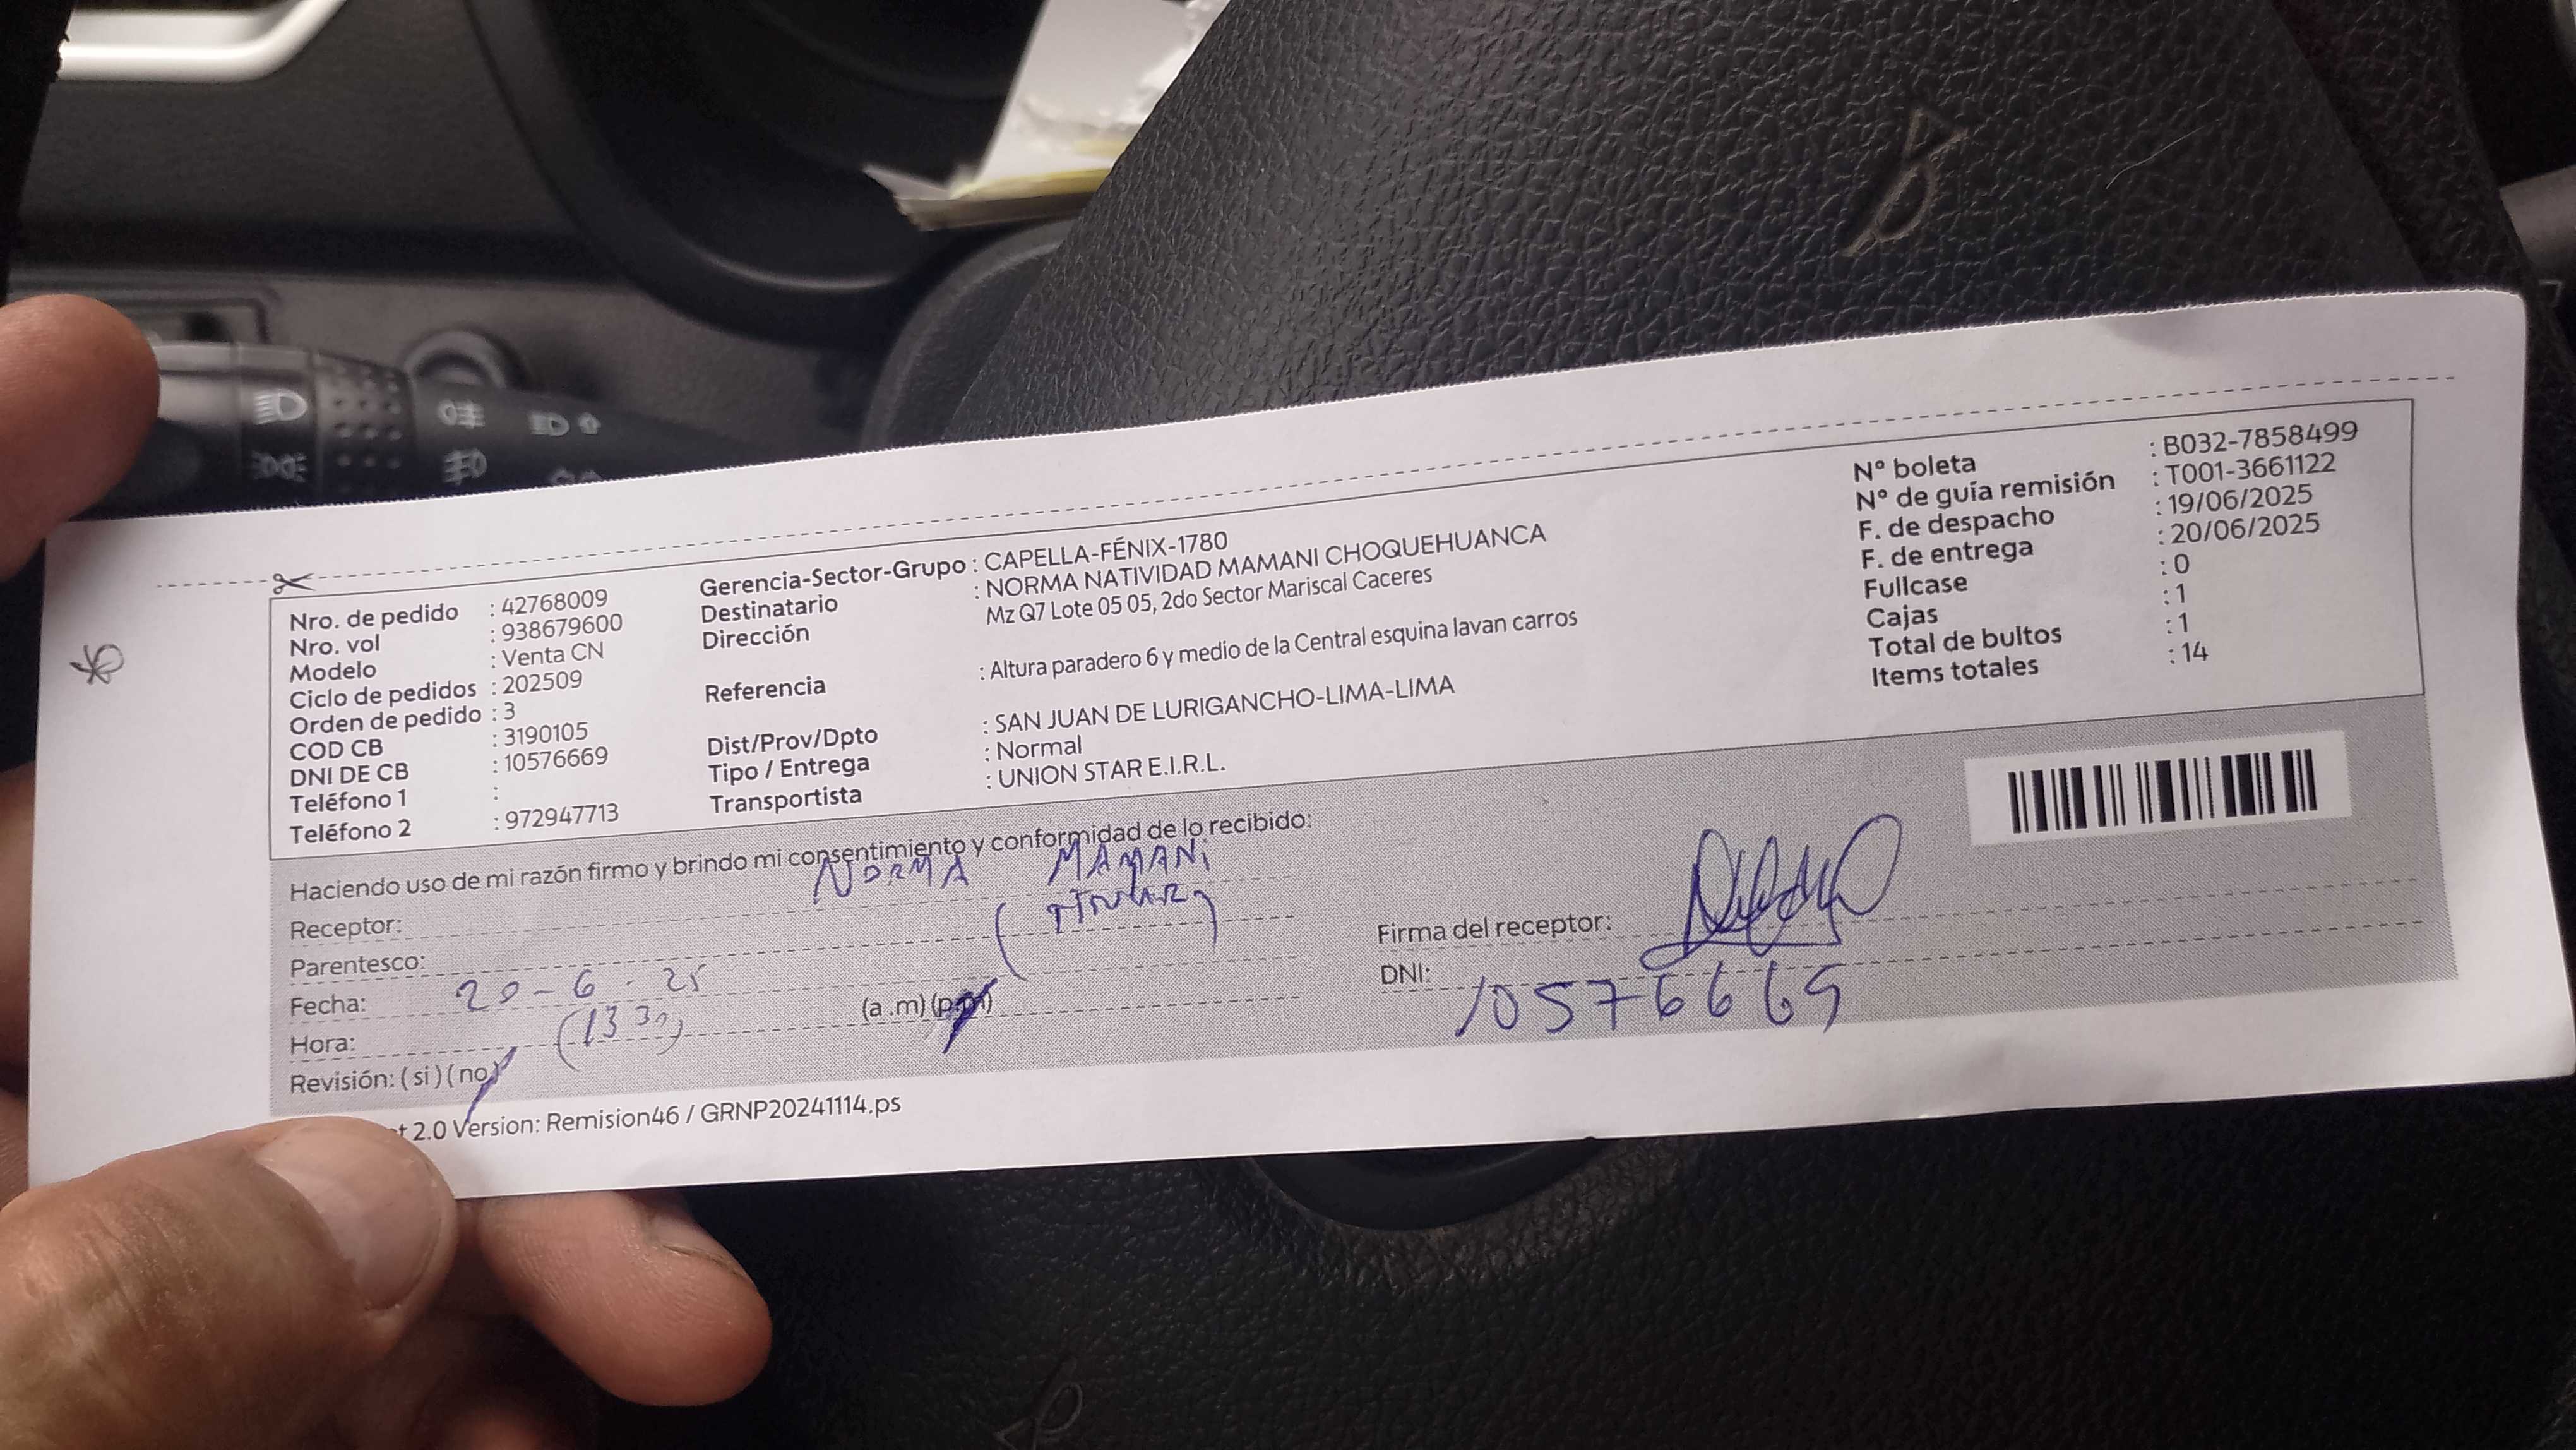 Nro. de pedido : 42768009
Nro. vol : 938679600
Modelo : Venta CN
Ciclo de pedidos : 202509
Orden de pedido : 3
COD CB : 3190105
DNI DE CB : 10576669
Teléfono 1 :
Teléfono 2 : 972947713
Gerencia-Sector-Grupo : CAPELLA-FÉNIX-1780
Destinatario : NORMA NATIVIDAD MAMANI CHOQUEHUANCA
Dirección Mz Q7 Lote 05 05, 2do Sector Mariscal Caceres
Referencia : Altura paradero 6 y medio de la Central esquina lavan carros
Dist/Prov/Dpto : SAN JUAN DE LURIGANCHO-LIMA-LIMA
Tipo / Entrega : Normal
Transportista : UNION STAR E.I.R.L.
N° boleta : B032-7858499
N° de guía remisión : T001-3661122
F. de despacho : 19/06/2025
F. de entrega : 20/06/2025
Fullcase : 0
Cajas : 1
Total de bultos : 1
Items totales : 14
Haciendo uso de mi razón firmo y brindo mi consentimiento y conformidad de lo recibido:
Receptor: NORMA MAMANi
Parentesco: (TITULAR)
Fecha: 20-6-25
Hora: (13 30) (a .m) (p.m)
Revisión: ( si ) ( no )
Firma del receptor:
DNI: 10576669
2.0 Version: Remision46 / GRNP20241114.ps